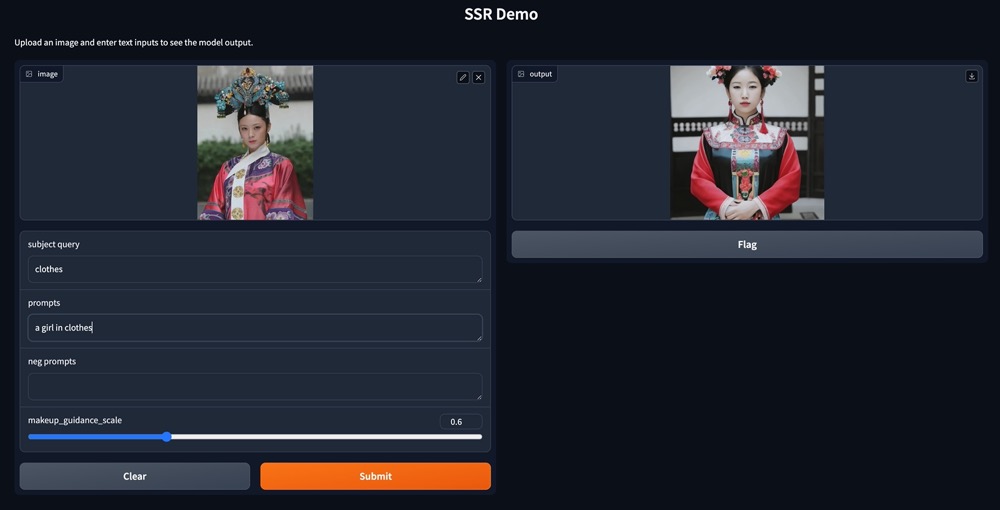 SSR Demo
Upload an image and enter text inputs to see the model output.
image
subject query
clothes
prompts
a girl in clothes
neg prompts
makeup_guidance_scale
0.6
Clear
Submit
output
Flag